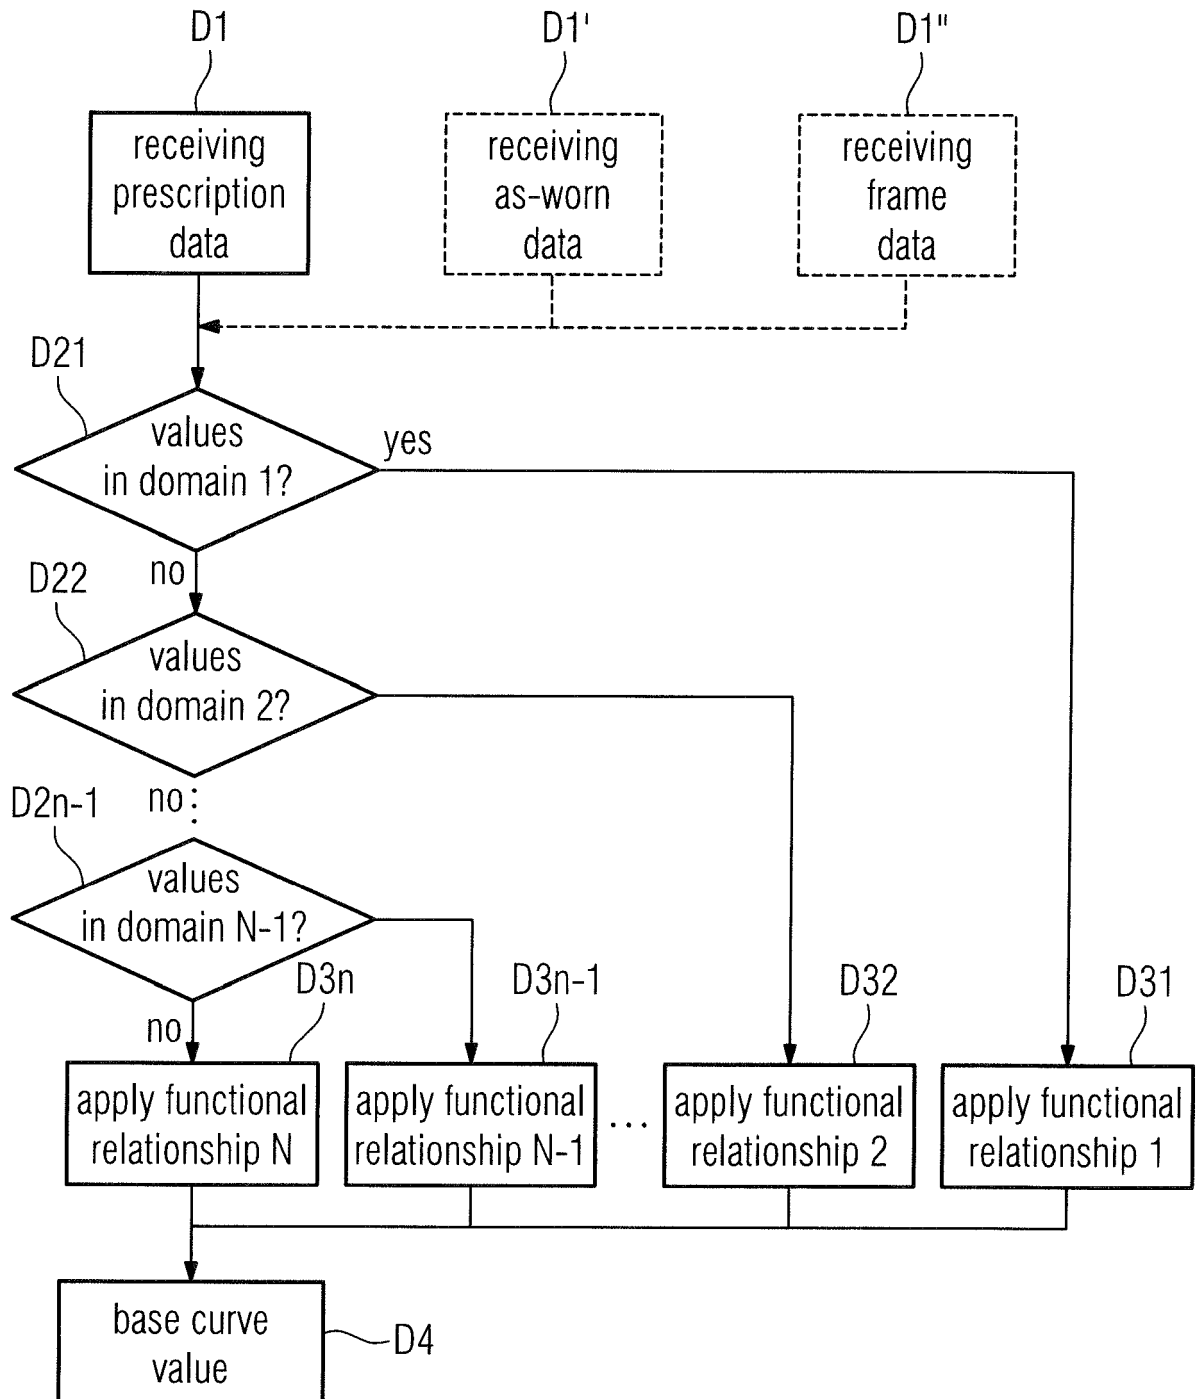 D1
D1'
D1"
receiving
prescription
data
receiving
as-worn
data
receiving
frame
data
D21
values
in domain 1?
yes
no
D22
values
in domain 2?
no
D2n-1
values
in domain N-1?
no
D3n
D3n-1
D32
D31
apply functional
relationship N
apply functional
relationship N-1
...
apply functional
relationship 2
apply functional
relationship 1
base curve
value
D4